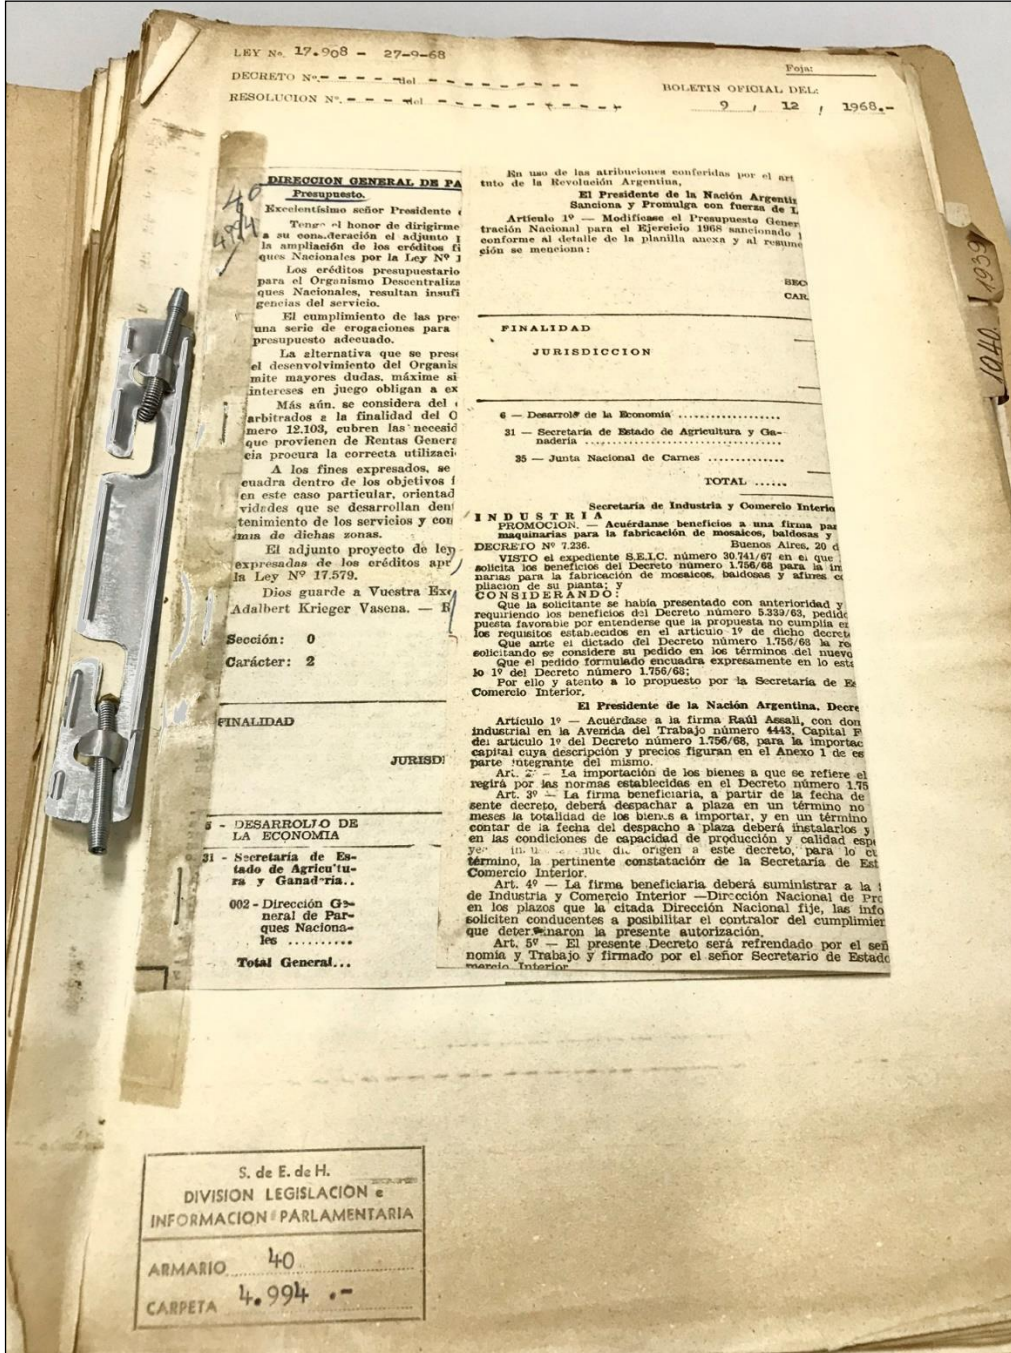 LEY No. 17.908 - 27-9-68
DECRETO No. - - - - - del - - - - - - - - -
RESOLUCION No. - - - - del - - - - - - - - - -
Foja:
BOLETIN OFICIAL DEL:
9 , 12 , 1968.-
40
4994
DIRECCION GENERAL DE PA
Presupuesto.
Excelentísimo señor Presidente
Tengo el honor de dirigirme
a su consideración el adjunto
la ampliación de los créditos fi
ques Nacionales por la Ley Nº 1
Los créditos presupuestario
para el Organismo Descentraliza
ques Nacionales, resultan insufi
gencias del servicio.
El cumplimiento de las pre
una serie de erogaciones para
presupuesto adecuado.
La alternativa que se prese
el desenvolvimiento del Organis
mite mayores dudas, máxime si
intereses en juego obligan a ex
Más aún, se considera del
arbitrados a la finalidad del O
mero 12.103, cubren las necesid
que provienen de Rentas Genera
cia procura la correcta utilizaci
A los fines expresados, se
cuadra dentro de los objetivos f
en este caso particular, orientad
vidades que se desarrollan dent
tenimiento de los servicios y con
mia de dichas zonas.
El adjunto proyecto de ley
expresadas de los créditos apr
la Ley Nº 17.579.
Dios guarde a Vuestra Exc
Adalbert Krieger Vasena. — R
Sección: 0
Carácter: 2
FINALIDAD
JURISDI
- DESARROLLO DE
LA ECONOMIA
31 - Secretaría de Es-
tado de Agricultu-
ra y Ganadería..
002 - Dirección Ge-
neral de Par-
ques Naciona-
les ..........
Total General...
En uso de las atribuciones conferidas por el art
tuto de la Revolución Argentina,
El Presidente de la Nación Argentin
Sanciona y Promulga con fuerza de L
Artículo 1º — Modifícase el Presupuesto Gener
tración Nacional para el Ejercicio 1968 sancionado
conforme al detalle de la planilla anexa y al resume
ción se menciona:
SEC
CAR
FINALIDAD
JURISDICCION
6 — Desarrollo de la Economía ..................
31 — Secretaría de Estado de Agricultura y Ga-
nadería ..................................
35 — Junta Nacional de Carnes .............
TOTAL ......
Secretaría de Industria y Comercio Interio
INDUSTRIA
PROMOCION. — Acuérdanse beneficios a una firma par
maquinarias para la fabricación de mosaicos, baldosas y
DECRETO Nº 7.236. Buenos Aires, 20 d
VISTO el expediente S.E.I.C. número 30.741/67 en el que
solicita los beneficios del Decreto número 1.756/68 para la im
narias para la fabricación de mosaicos, baldosas y afines co
pliación de su planta; y
CONSIDERANDO:
Que la solicitante se había presentado con anterioridad y
requiriendo los beneficios del Decreto número 5.339/63, pedido
puesta favorable por entenderse que la propuesta no cumplía en
los requisitos establecidos en el artículo 1º de dicho decreto
Que ante el dictado del Decreto número 1.756/68 la re
solicitando se considere su pedido en los términos del nuevo
Que el pedido formulado encuadra expresamente en lo esta
lo 1º del Decreto número 1.756/68;
Por ello y atento a lo propuesto por la Secretaría de Es
Comercio Interior,
El Presidente de la Nación Argentina, Decre
Artículo 1º — Acuérdase a la firma Raúl Assali, con dom
industrial en la Avenida del Trabajo número 4443, Capital F
del artículo 1º del Decreto número 1.756/68, para la importac
capital cuya descripción y precios figuran en el Anexo 1 de es
parte integrante del mismo.
Art. 2º — La importación de los bienes a que se refiere el
regirá por las normas establecidas en el Decreto número 1.75
Art. 3º — La firma beneficiaria, a partir de la fecha de
sente decreto, deberá despachar a plaza en un término no
meses la totalidad de los bienes a importar, y en un término
contar de la fecha del despacho a plaza deberá instalarlos y
en las condiciones de capacidad de producción y calidad espe
origen a este decreto, para lo cu
término, la pertinente constatación de la Secretaría de Est
Comercio Interior.
Art. 4º — La firma beneficiaria deberá suministrar a la
de Industria y Comercio Interior —Dirección Nacional de Pro
en los plazos que la citada Dirección Nacional fije, las info
soliciten conducentes a posibilitar el contralor del cumplimien
que determinaron la presente autorización.
Art. 5º — El presente Decreto será refrendado por el señ
nomía y Trabajo y firmado por el señor Secretario de Estado
mercio Interior
1939
1940
S. de E. de H.
DIVISION LEGISLACIÓN e
INFORMACION PARLAMENTARIA
ARMARIO 40
CARPETA 4.994 .-